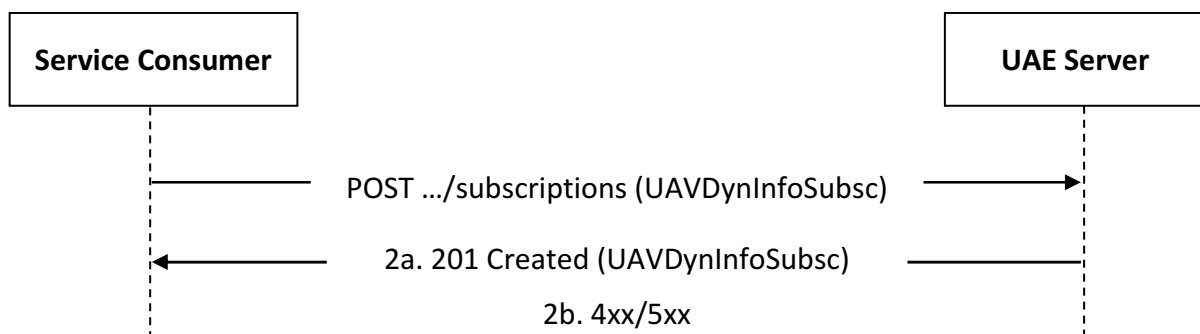 Service Consumer
UAE Server
POST .../subscriptions (UAVDynInfoSubsc)
2a. 201 Created (UAVDynInfoSubsc)
2b. 4xx/5xx